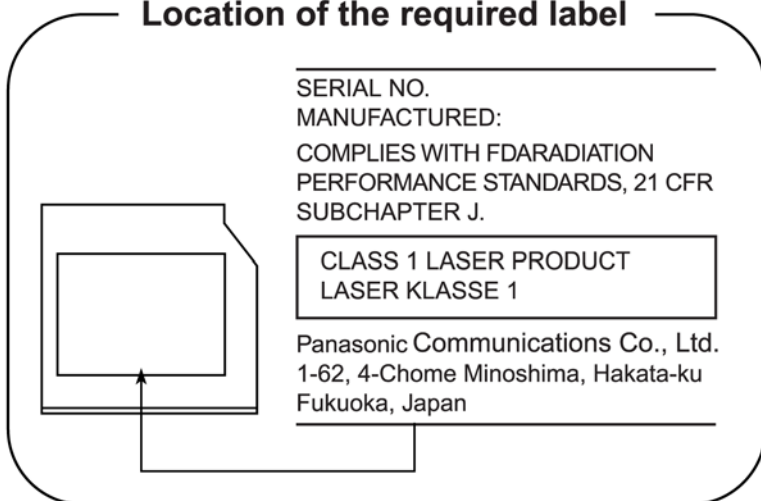 Location of the required label
SERIAL NO.
MANUFACTURED:
COMPLIES WITH FDARADIATION
PERFORMANCE STANDARDS, 21 CFR
SUBCHAPTER J.
CLASS 1 LASER PRODUCT
LASER KLASSE 1
Panasonic Communications Co., Ltd.
1-62, 4-Chome Minoshima, Hakata-ku
Fukuoka, Japan